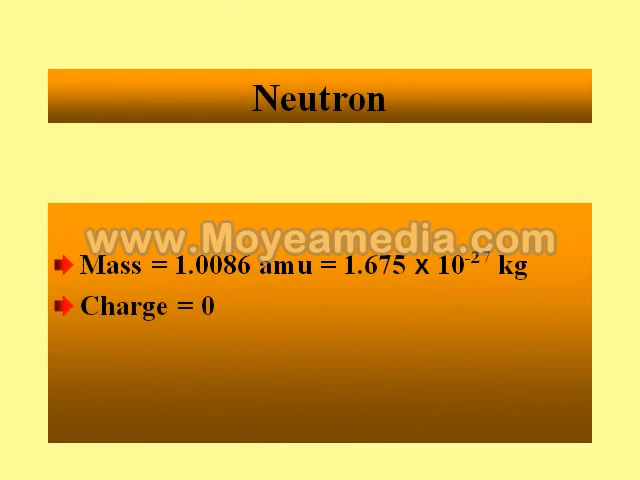 Neutron
www.Moyeamedia.com
Mass = 1.0086 amu = 1.675 x 10⁻²⁷ kg
Charge = 0